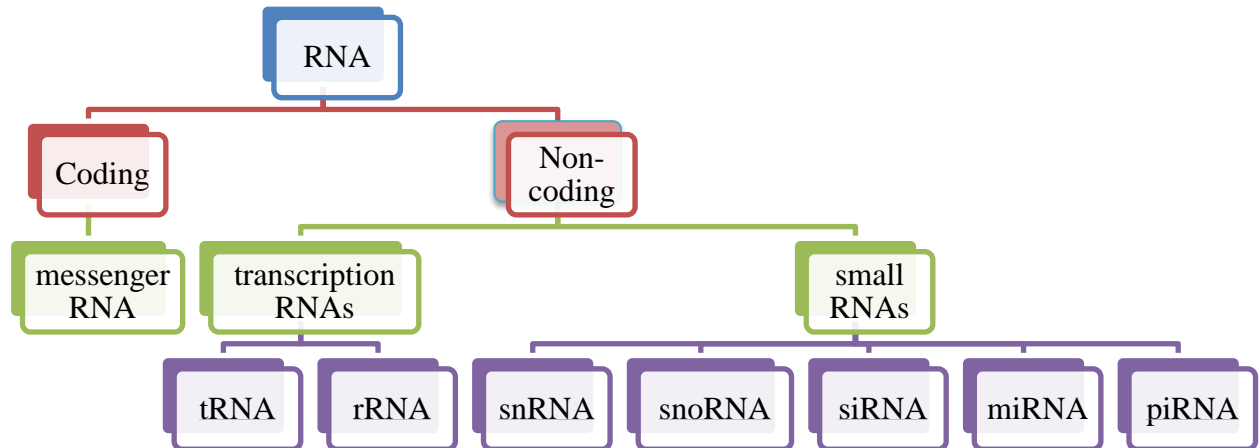 RNA
Coding
Non-
coding
messenger
RNA
transcription
RNAs
small
RNAs
tRNA
rRNA
snRNA
snoRNA
siRNA
miRNA
piRNA